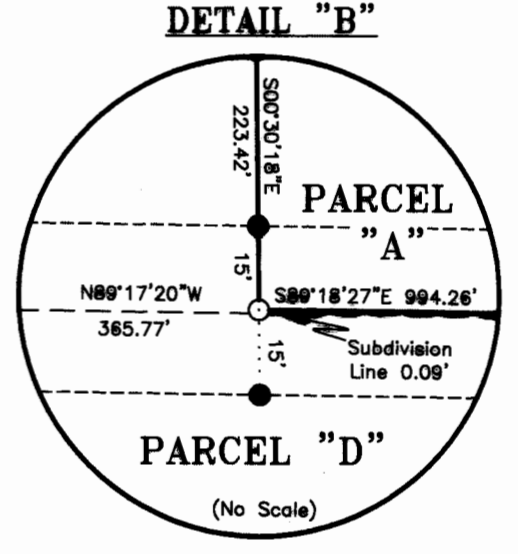 DETAIL "B"
S00°30'18"E
223.42'
PARCEL
"A"
15'
N89°17'20"W
365.77'
S89°18'27"E 994.26'
15'
Subdivision
Line 0.09'
PARCEL "D"
(No Scale)